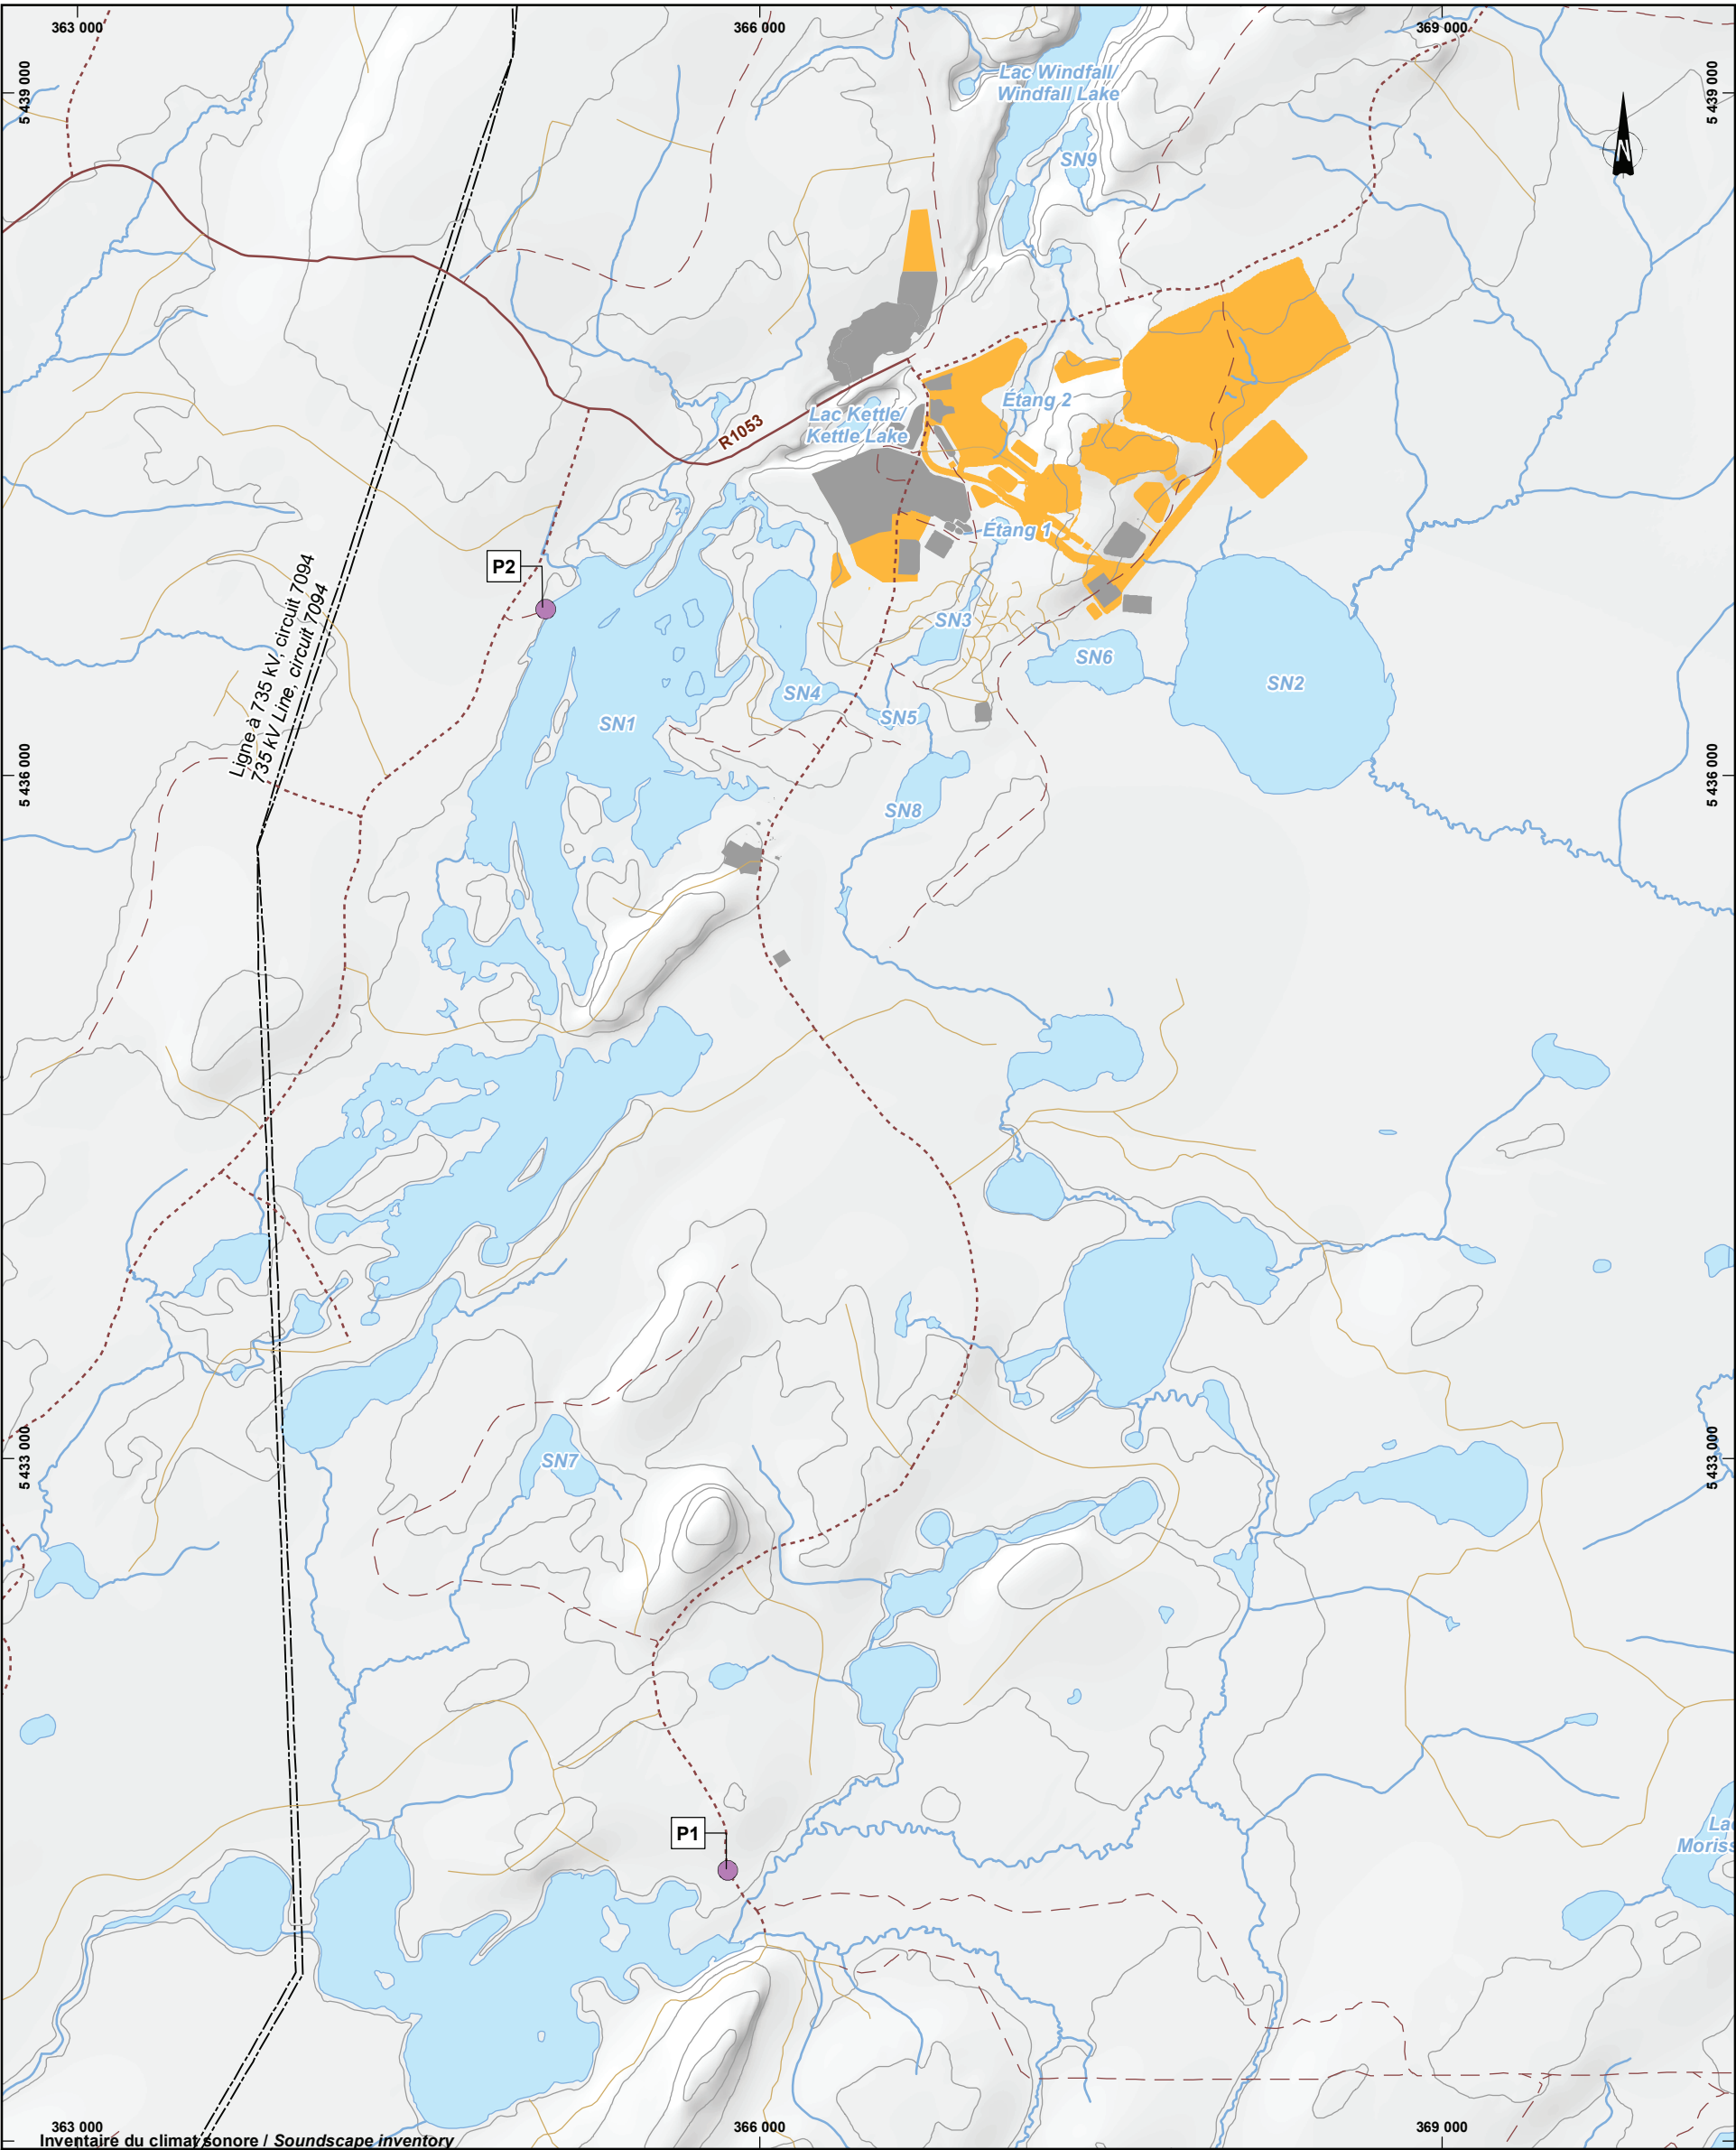 363 000
366 000
369 000
5 439 000
5 439 000
Lac Windfall/
Windfall Lake
SN9
N
Étang 2
Lac Kettle/
Kettle Lake
R1053
Étang 1
P2
Ligne à 735 kV, circuit 7094
735 kV Line, circuit 7094
SN3
SN6
SN2
SN4
SN5
SN1
5 436 000
5 436 000
SN8
5 433 000
5 433 000
SN7
P1
363 000
366 000
369 000
Inventaire du climat sonore / Soundscape inventory